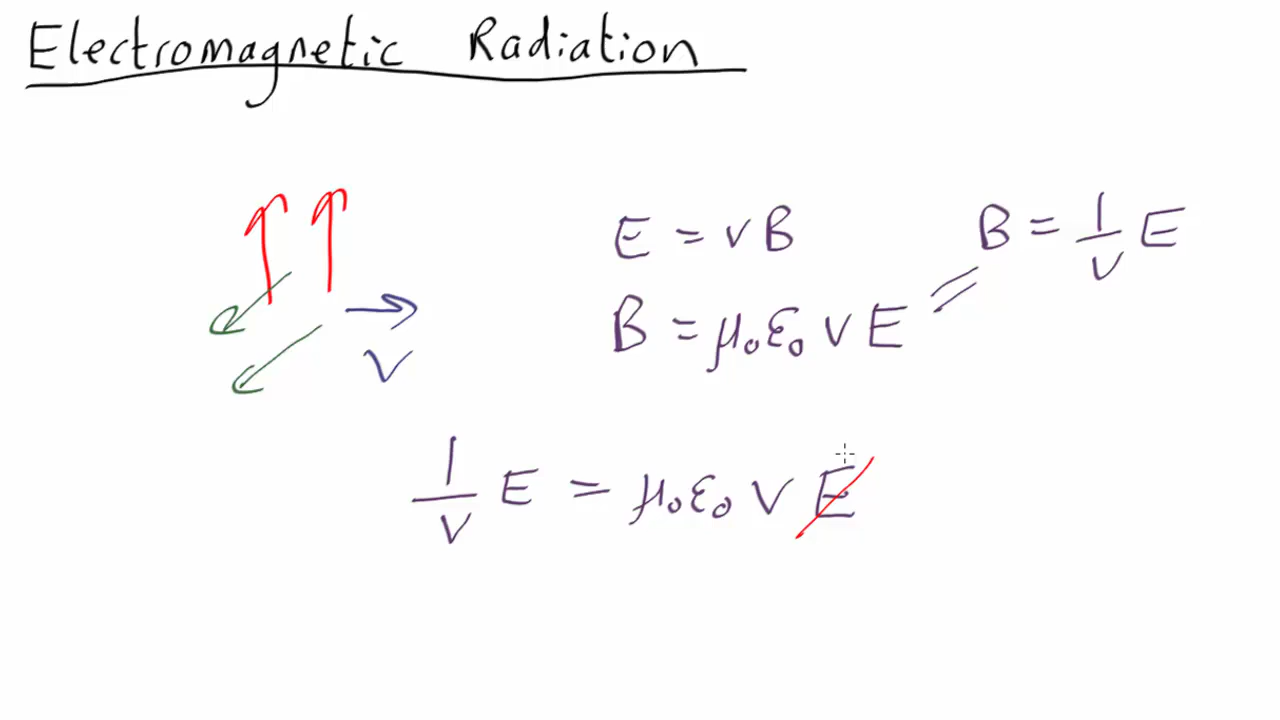 Electromagnetic Radiation
E = vB
B = 1/v E
B = μ₀ε₀ v E
v
1/v E = μ₀ε₀ v E